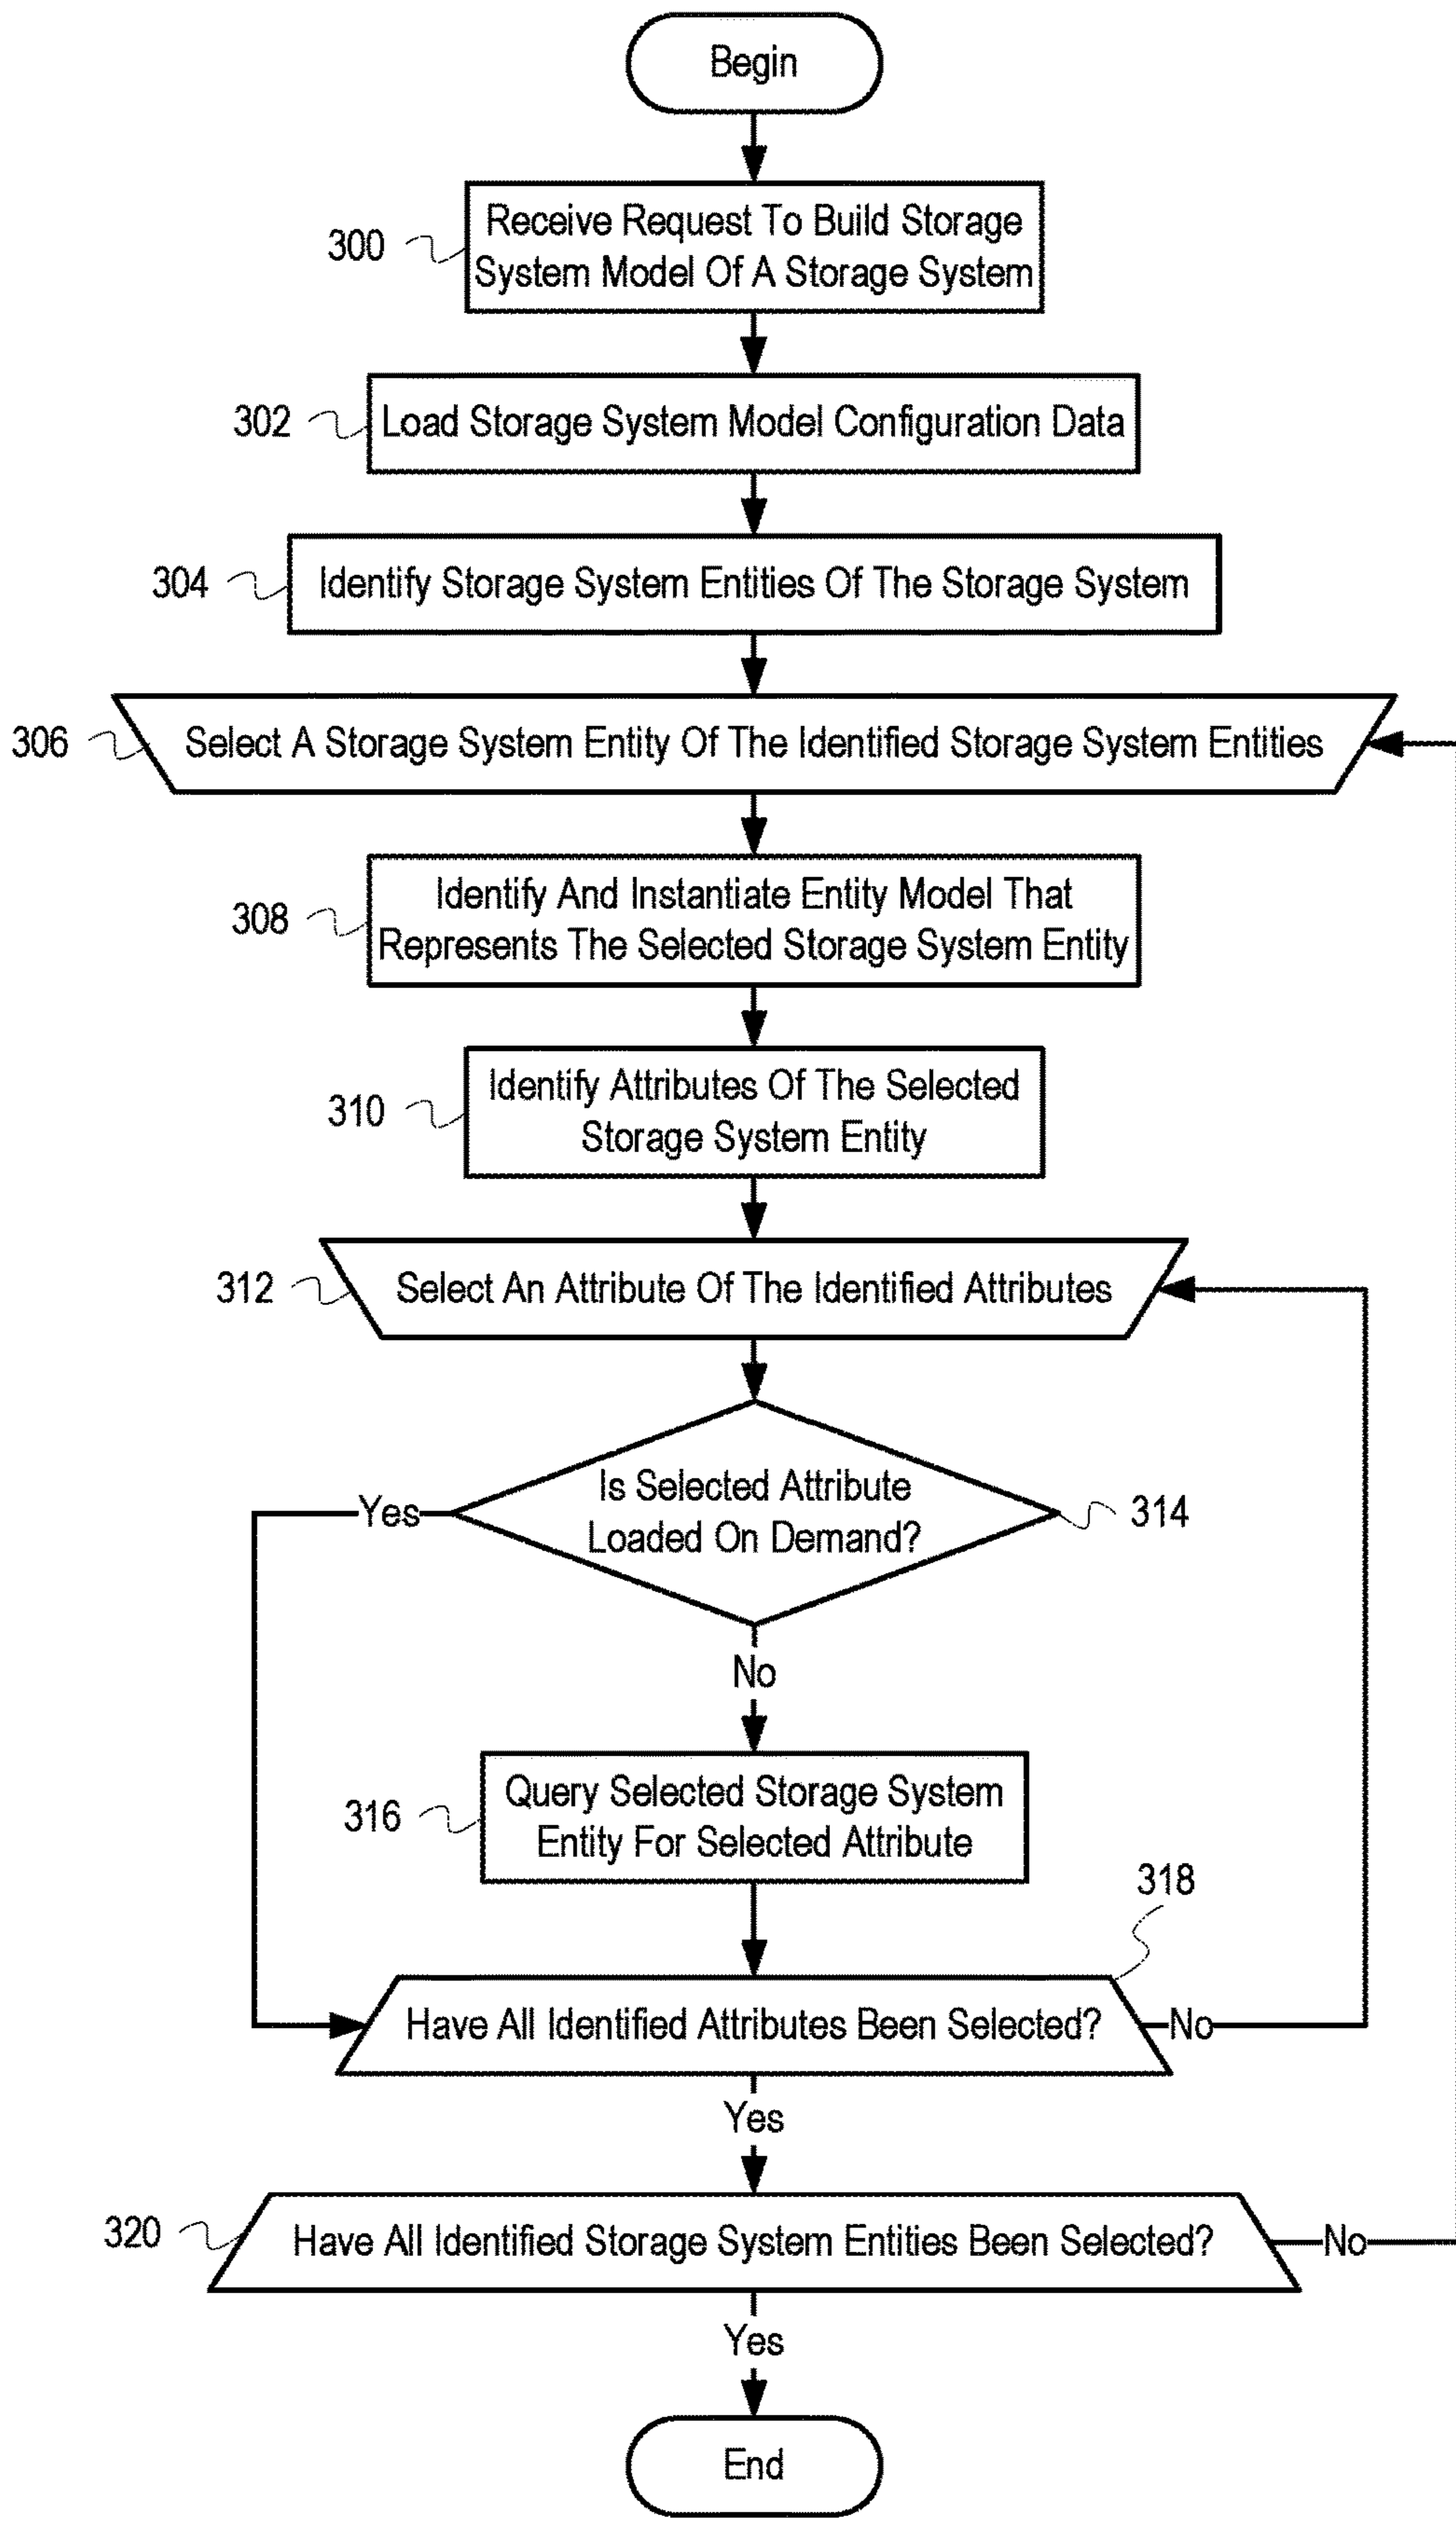 Begin
Receive Request To Build Storage
System Model Of A Storage System
300
Load Storage System Model Configuration Data
302
Identify Storage System Entities Of The Storage System
304
Select A Storage System Entity Of The Identified Storage System Entities
306
Identify And Instantiate Entity Model That
Represents The Selected Storage System Entity
308
Identify Attributes Of The Selected
Storage System Entity
310
Select An Attribute Of The Identified Attributes
312
Is Selected Attribute
Loaded On Demand?
314
Yes
No
Query Selected Storage System
Entity For Selected Attribute
316
318
Have All Identified Attributes Been Selected?
No
Yes
320
Have All Identified Storage System Entities Been Selected?
No
Yes
End